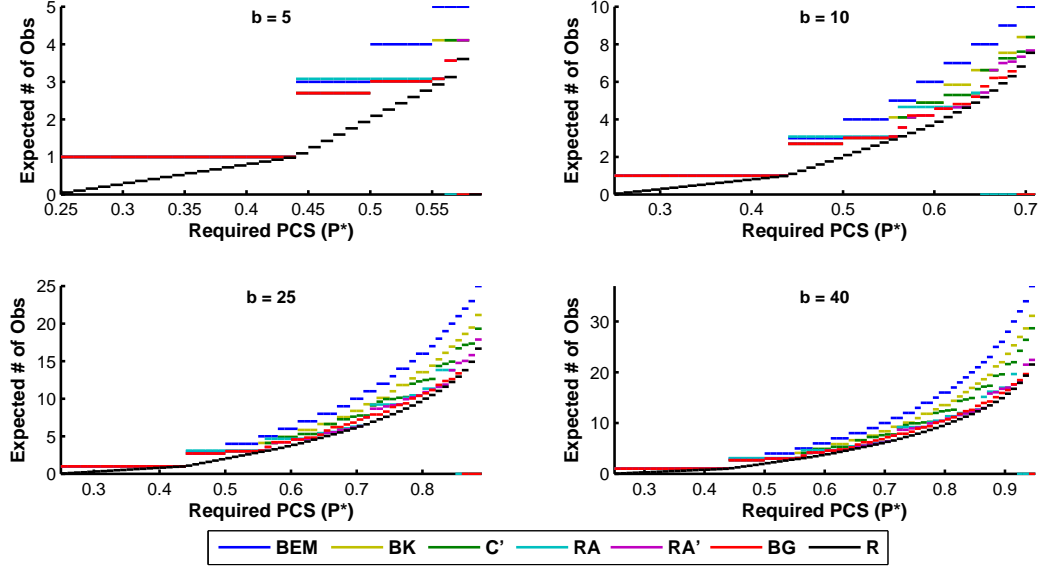 b = 5
Expected # of Obs
5
4
3
2
1
0
0.25 0.3 0.35 0.4 0.45 0.5 0.55
Required PCS (P*)
b = 10
Expected # of Obs
10
8
6
4
2
0
0.3 0.4 0.5 0.6 0.7
Required PCS (P*)
b = 25
Expected # of Obs
25
20
15
10
5
0
0.3 0.4 0.5 0.6 0.7 0.8
Required PCS (P*)
b = 40
Expected # of Obs
30
20
10
0
0.3 0.4 0.5 0.6 0.7 0.8 0.9
Required PCS (P*)
BEM BK C' RA RA' BG R